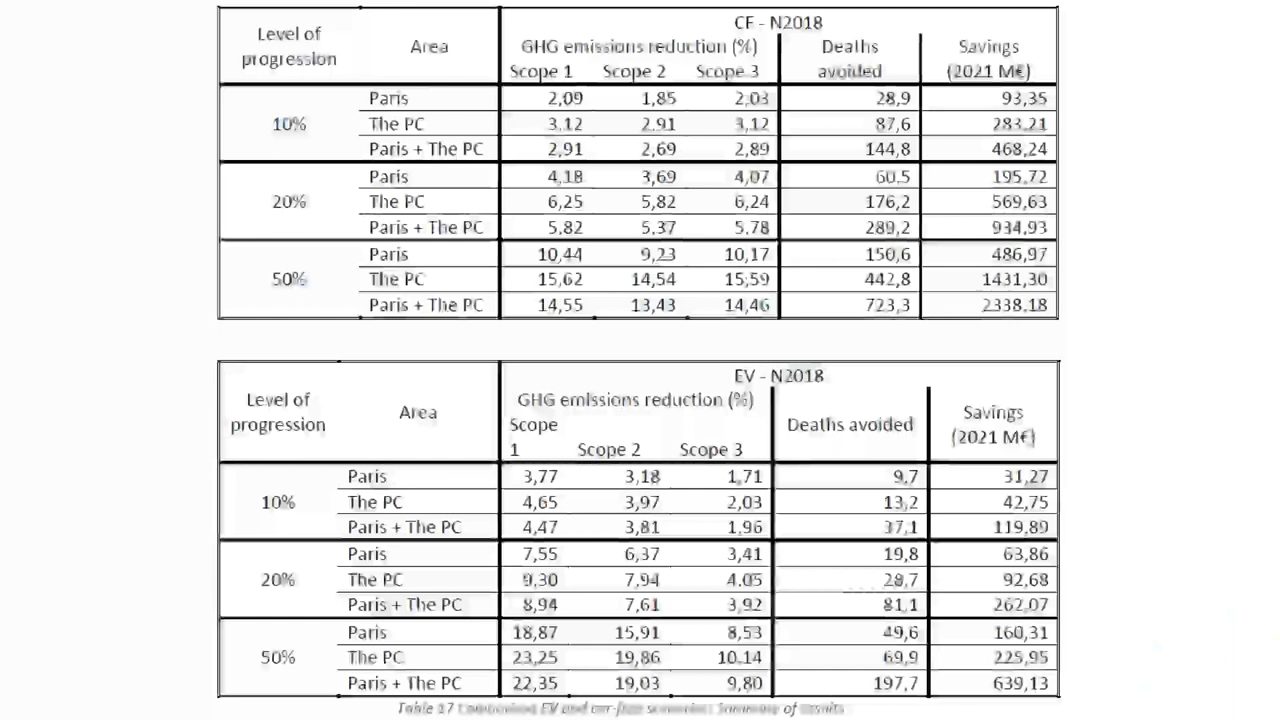 CF - N2018
Level of progression Area GHG emissions reduction (%) Deaths avoided Savings (2021 M€)
Scope 1 Scope 2 Scope 3
10% Paris 2,09 1,85 2,03 28,9 93,35
The PC 3,12 2,91 3,12 87,6 283,21
Paris + The PC 2,91 2,69 2,89 144,8 468,24
20% Paris 4,18 3,69 4,07 60,5 195,72
The PC 6,25 5,82 6,24 176,2 569,63
Paris + The PC 5,82 5,37 5,78 289,2 934,93
50% Paris 10,44 9,23 10,17 150,6 486,97
The PC 15,62 14,54 15,59 442,8 1431,30
Paris + The PC 14,55 13,43 14,46 723,3 2338,18
EV - N2018
Level of progression Area GHG emissions reduction (%) Deaths avoided Savings (2021 M€)
Scope 1 Scope 2 Scope 3
10% Paris 3,77 3,18 1,71 9,7 31,27
The PC 4,65 3,97 2,03 13,2 42,75
Paris + The PC 4,47 3,81 1,96 37,1 119,89
20% Paris 7,55 6,37 3,41 19,8 63,86
The PC 9,30 7,94 4,05 28,7 92,68
Paris + The PC 8,94 7,61 3,92 81,1 262,07
50% Paris 18,87 15,91 8,53 49,6 160,31
The PC 23,25 19,86 10,14 69,9 225,95
Paris + The PC 22,35 19,03 9,80 197,7 639,13
Table 17 EV and car-free scenarios: Summary of results